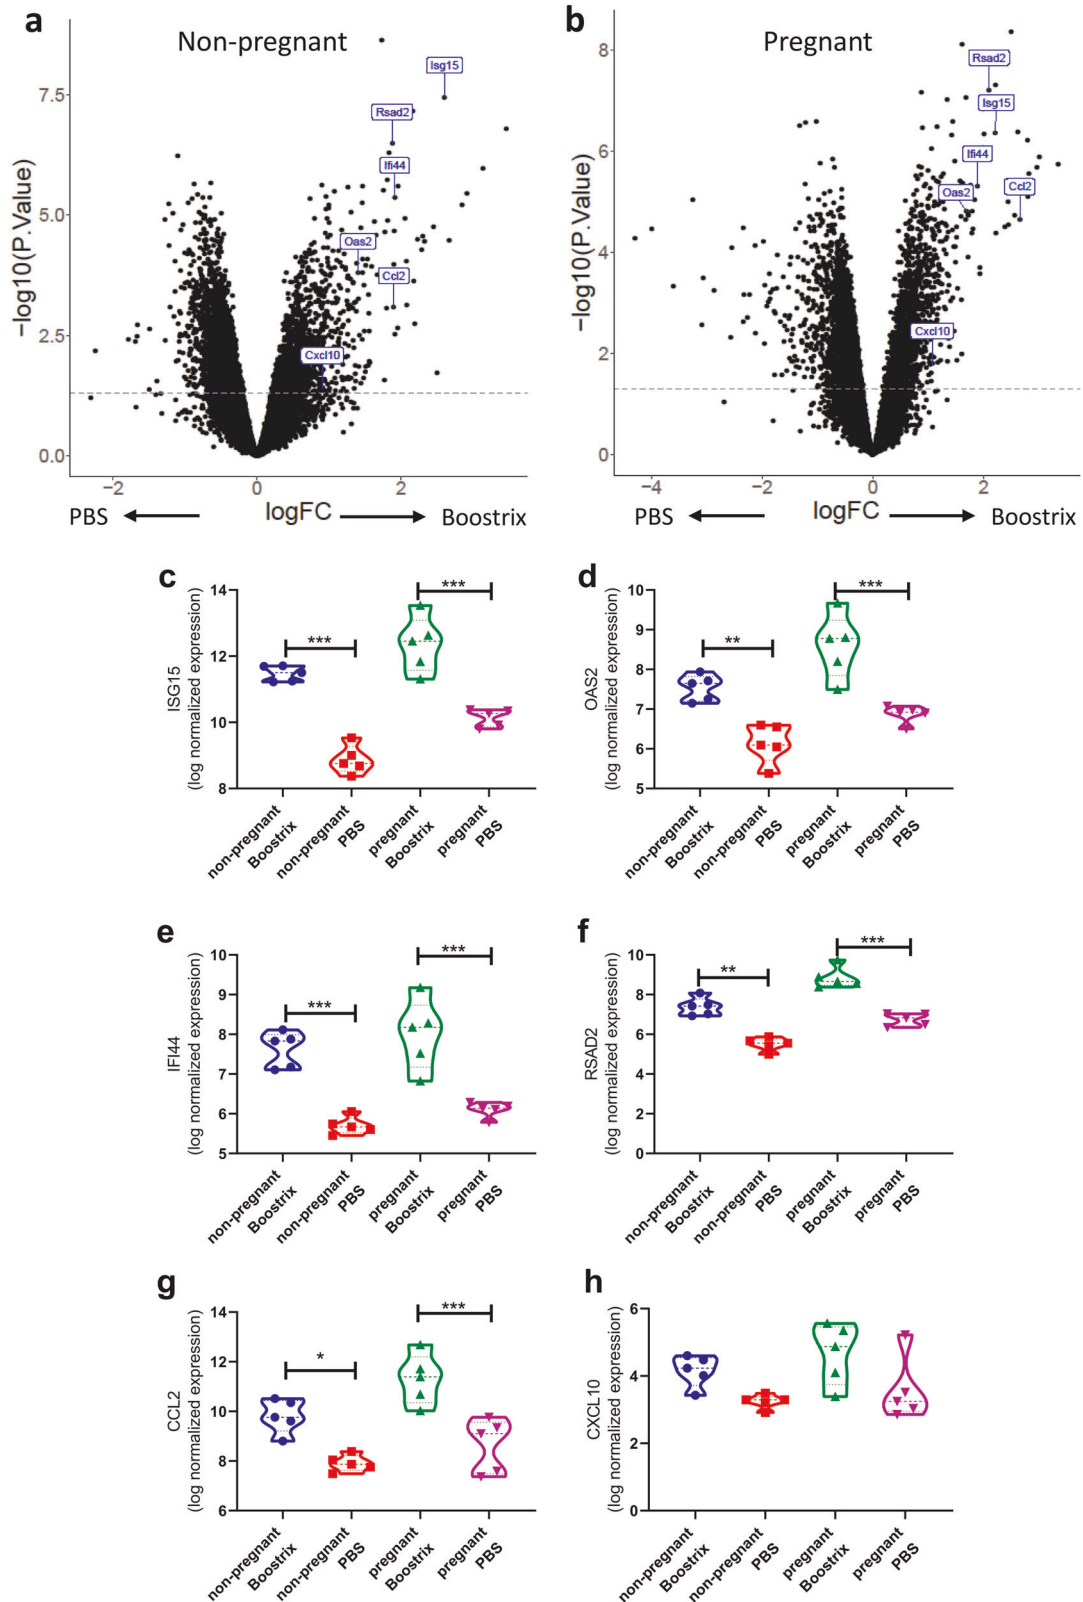 a
Non-pregnant
Isg15
Rsad2
Ifi44
Oas2
Ccl2
Cxcl10
7.5
5.0
2.5
0.0
−log10(P.Value)
−2
0
2
PBS
logFC
Boostrix
b
Pregnant
Rsad2
Isg15
Ifi44
Oas2
Ccl2
Cxcl10
8
6
4
2
0
−log10(P.Value)
−4
−2
0
2
PBS
logFC
Boostrix
c
14
12
10
8
ISG15
(log normalized expression)
***
***
non-pregnant
Boostrix
non-pregnant
PBS
pregnant
Boostrix
pregnant
PBS
d
10
9
8
7
6
5
OAS2
(log normalized expression)
**
***
non-pregnant
Boostrix
non-pregnant
PBS
pregnant
Boostrix
pregnant
PBS
e
10
9
8
7
6
5
IFI44
(log normalized expression)
***
***
non-pregnant
Boostrix
non-pregnant
PBS
pregnant
Boostrix
pregnant
PBS
f
10
8
6
4
2
0
RSAD2
(log normalized expression)
**
***
non-pregnant
Boostrix
non-pregnant
PBS
pregnant
Boostrix
pregnant
PBS
g
14
12
10
8
6
CCL2
(log normalized expression)
*
***
non-pregnant
Boostrix
non-pregnant
PBS
pregnant
Boostrix
pregnant
PBS
h
6
4
2
0
CXCL10
(log normalized expression)
non-pregnant
Boostrix
non-pregnant
PBS
pregnant
Boostrix
pregnant
PBS